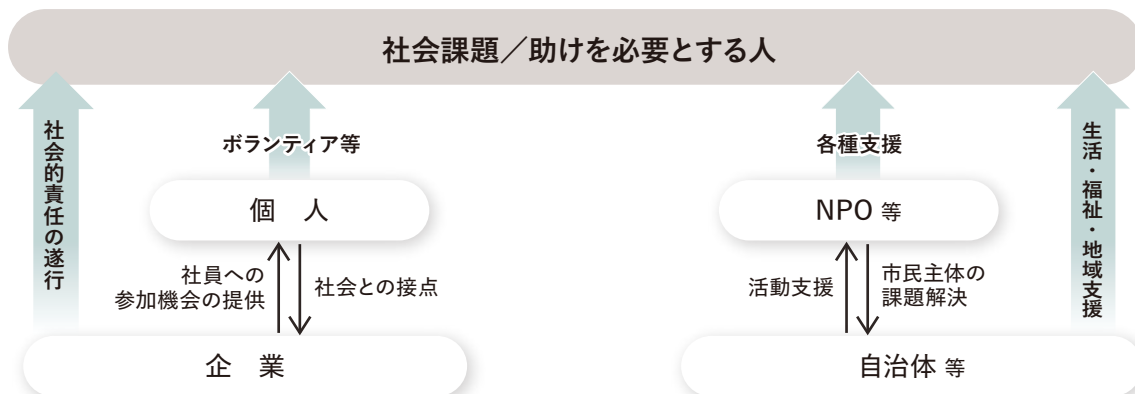 社会課題／助けを必要とする人
社会的責任の遂行
ボランティア等
各種支援
生活・福祉・地域支援
個　人
NPO 等
社員への
参加機会の提供
社会との接点
活動支援
市民主体の
課題解決
企　業
自治体 等